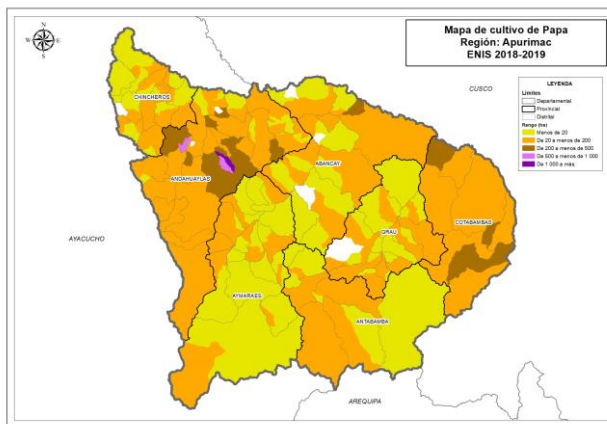 N
W E
S
Mapa de cultivo de Papa
Región: Apurimac
ENIS 2018-2019
CUSCO
LEYENDA
Limites
Departamental
Provincial
Distrital
Rango (ha)
Menos de 20
De 20 a menos de 200
De 200 a menos de 500
De 500 a menos de 1 000
De 1 000 a más.
CHINCHEROS
ABANCAY
ANDAHUAYLAS
COTABAMBAS
GRAU
AYACUCHO
AYMARAES
ANTABAMBA
AREQUIPA